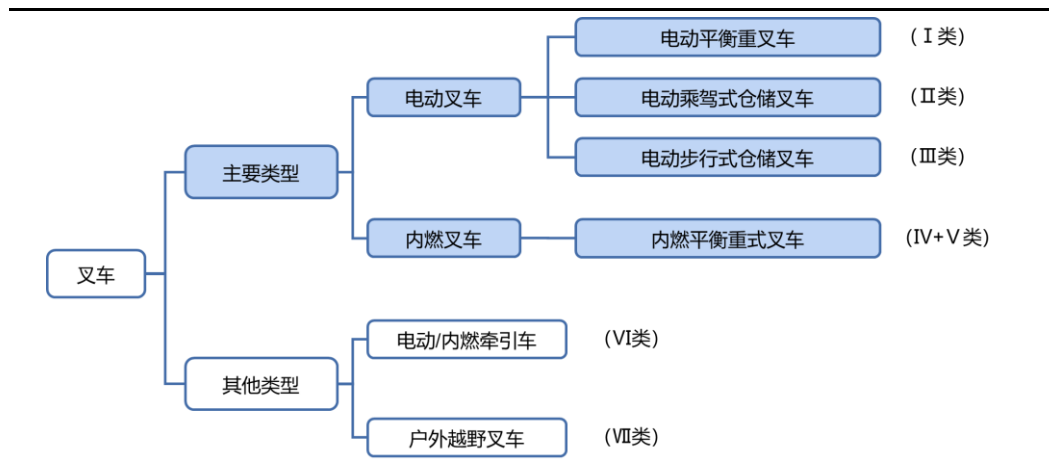 电动平衡重叉车 (Ⅰ类)
电动叉车 电动乘驾式仓储叉车 (Ⅱ类)
电动步行式仓储叉车 (Ⅲ类)
主要类型
内燃叉车 内燃平衡重式叉车 (Ⅳ+Ⅴ类)
叉车
电动/内燃牵引车 (Ⅵ类)
其他类型
户外越野叉车 (Ⅶ类)